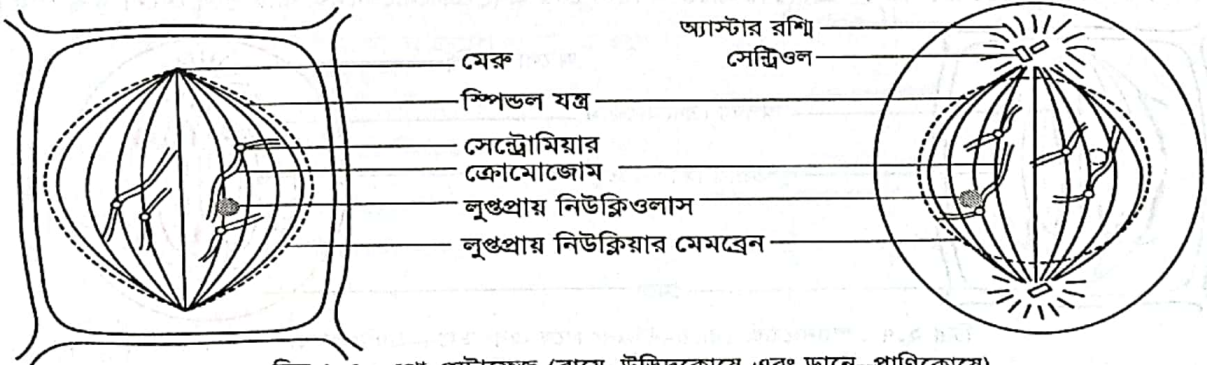 অ্যাস্টার রশ্মি
সেন্ট্রিওল
মেরু
স্পিন্ডল যন্ত্র
সেন্ট্রোমিয়ার
ক্রোমোজোম
লুপ্তপ্রায় নিউক্লিওলাস
লুপ্তপ্রায় নিউক্লিয়ার মেমব্রেন